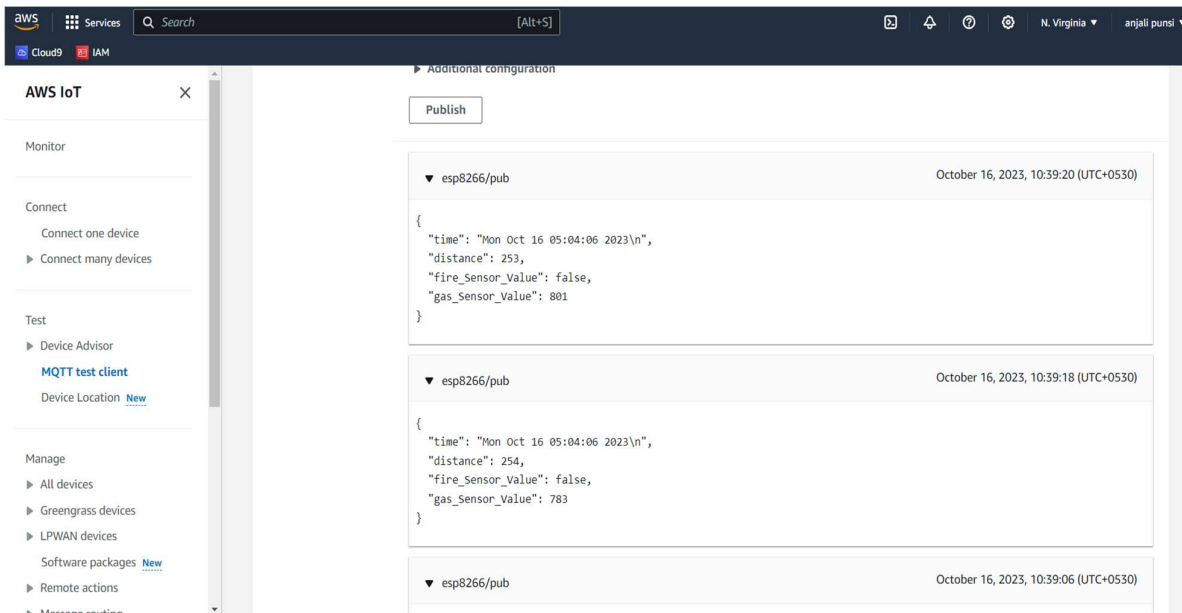 aws
Services
Search
[Alt+S]
N. Virginia
anjali punsi
Cloud9
IAM
AWS IoT
Monitor
Connect
Connect one device
Connect many devices
Test
Device Advisor
MQTT test client
Device Location New
Manage
All devices
Greengrass devices
LPWAN devices
Software packages New
Remote actions
Message routing
Additional configuration
Publish
esp8266/pub
October 16, 2023, 10:39:20 (UTC+0530)
{
"time": "Mon Oct 16 05:04:06 2023\n",
"distance": 253,
"fire_Sensor_Value": false,
"gas_Sensor_Value": 801
}
esp8266/pub
October 16, 2023, 10:39:18 (UTC+0530)
{
"time": "Mon Oct 16 05:04:06 2023\n",
"distance": 254,
"fire_Sensor_Value": false,
"gas_Sensor_Value": 783
}
esp8266/pub
October 16, 2023, 10:39:06 (UTC+0530)